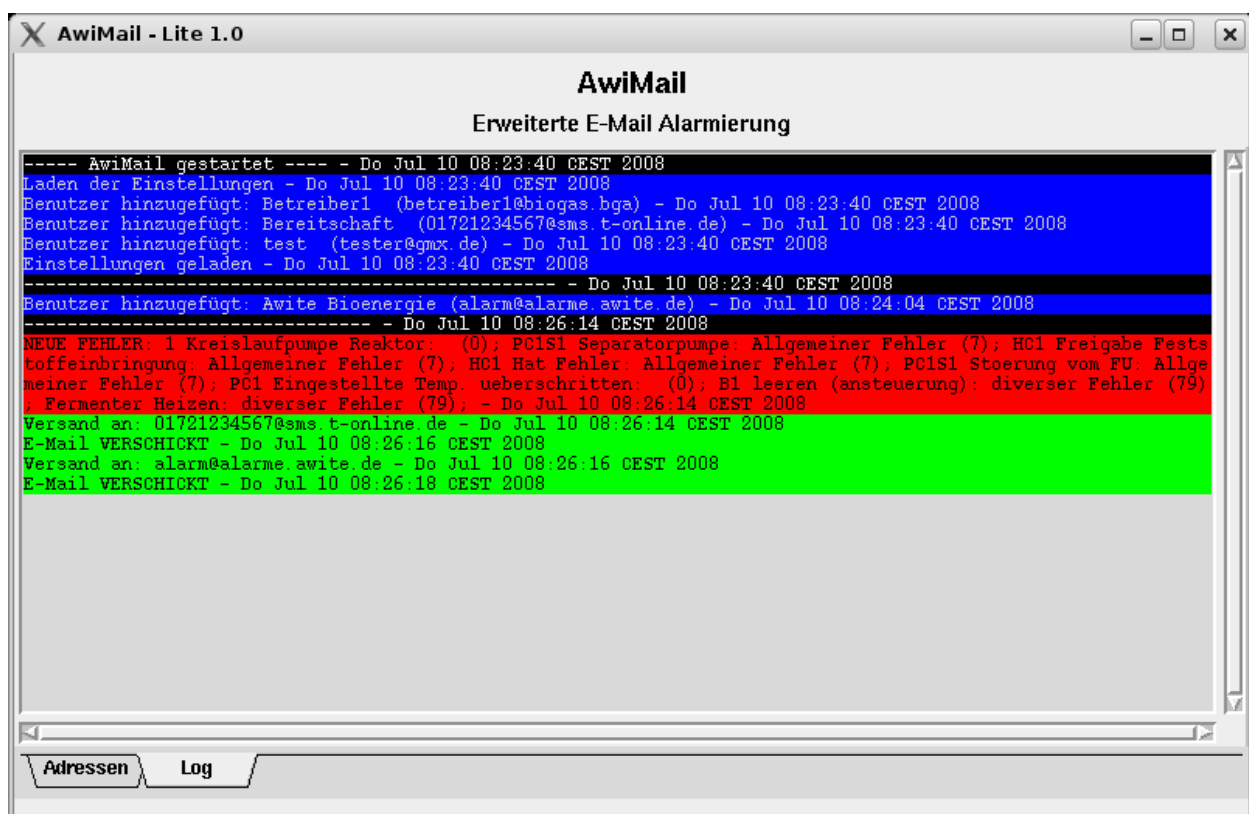 AwiMail - Lite 1.0
AwiMail
Erweiterte E-Mail Alarmierung
----- AwiMail gestartet ---- - Do Jul 10 08:23:40 CEST 2008
Laden der Einstellungen - Do Jul 10 08:23:40 CEST 2008
Benutzer hinzugefügt: Betreiber1  (betreiber1@biogas.bga) - Do Jul 10 08:23:40 CEST 2008
Benutzer hinzugefügt: Bereitschaft  (01721234567@sms.t-online.de) - Do Jul 10 08:23:40 CEST 2008
Benutzer hinzugefügt: test  (tester@gmx.de) - Do Jul 10 08:23:40 CEST 2008
Einstellungen geladen - Do Jul 10 08:23:40 CEST 2008
------------------------------------------------- - Do Jul 10 08:23:40 CEST 2008
Benutzer hinzugefügt: Awite Bioenergie (alarm@alarme.awite.de) - Do Jul 10 08:24:04 CEST 2008
-------------------------------- - Do Jul 10 08:26:14 CEST 2008
NEUE FEHLER: 1 Kreislaufpumpe Reaktor:  (0); PC1S1 Separatorpumpe: Allgemeiner Fehler (7); HC1 Freigabe Fests
toffeinbringung: Allgemeiner Fehler (7); HC1 Hat Fehler: Allgemeiner Fehler (7); PC1S1 Stoerung vom FU: Allge
meiner Fehler (7); PC1 Eingestellte Temp. ueberschritten:  (0); B1 leeren (ansteuerung): diverser Fehler (79)
; Fermenter Heizen: diverser Fehler (79); - Do Jul 10 08:26:14 CEST 2008
Versand an: 01721234567@sms.t-online.de - Do Jul 10 08:26:14 CEST 2008
E-Mail VERSCHICKT - Do Jul 10 08:26:16 CEST 2008
Versand an: alarm@alarme.awite.de - Do Jul 10 08:26:16 CEST 2008
E-Mail VERSCHICKT - Do Jul 10 08:26:18 CEST 2008
Adressen
Log